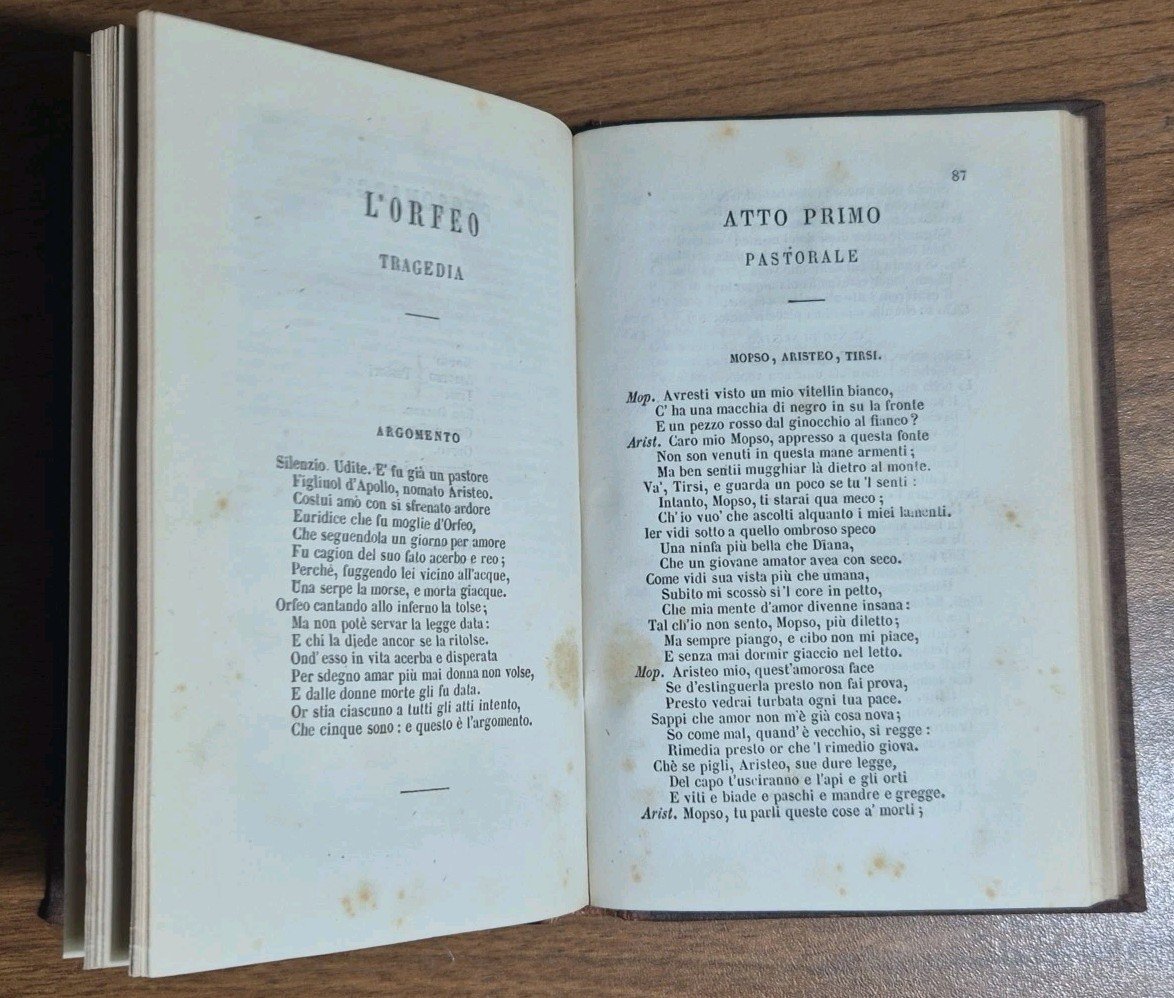 L'ORFEO
TRAGEDIA
ARGOMENTO
Silenzio. Udite. E' fu già un pastore
Figliuol d'Apollo, nomato Aristeo.
Costui amò con sì sfrenato ardore
Euridice che fu moglie d'Orfeo,
Che seguendola un giorno per amore
Fu cagion del suo fato acerbo e reo;
Perché, fuggendo lei vicino all'acque,
Una serpe la morse, e morta giacque.
Orfeo cantando allo inferno la tolse;
Ma non potè servar la legge data:
E chi la diede ancor se la ritolse.
Ond' esso in vita acerba e disperata
Per sdegno amar più mai donna non volse,
E dalle donne morte gli fu data.
Or stia ciascuno a tutti gli atti intento,
Che cinque sono: e questo è l'argomento.
87
ATTO PRIMO
PASTORALE
MOPSO, ARISTEO, TIRSI.
Mop. Avresti visto un mio vitellin bianco,
C' ha una macchia di negro in su la fronte
E un pezzo rosso dal ginocchio al fianco?
Arist. Caro mio Mopso, appresso a questa fonte
Non son venuti in questa mane armenti;
Ma ben sentii mugghiar là dietro al monte.
Va', Tirsi, e guarda un poco se tu 'l senti:
Intanto, Mopso, ti starai qua meco;
Ch'io vuo' che ascolti alquanto i miei lamenti.
Ier vidi sotto a quello ombroso speco
Una ninfa più bella che Diana,
Che un giovane amator avea con seco.
Come vidi sua vista più che umana,
Subito mi scossò sì 'l core in petto,
Che mia mente d'amor divenne insana:
Tal ch'io non sento, Mopso, più diletto;
Ma sempre piango, e cibo non mi piace,
E senza mai dormir giaccio nel letto.
Mop. Aristeo mio, quest'amorosa face
Se d'estinguerla presto non fai prova,
Presto vedrai turbata ogni tua pace.
Sappi che amor non m'è già cosa nova;
So come mal, quand' è vecchio, si regge:
Rimedia presto or che 'l rimedio giova.
Chè se pigli, Aristeo, sue dure legge,
Del capo t'usciranno e l'api e gli orti
E viti e biade e paschi e mandre e gregge.
Arist. Mopso, tu parli queste cose a' morti;